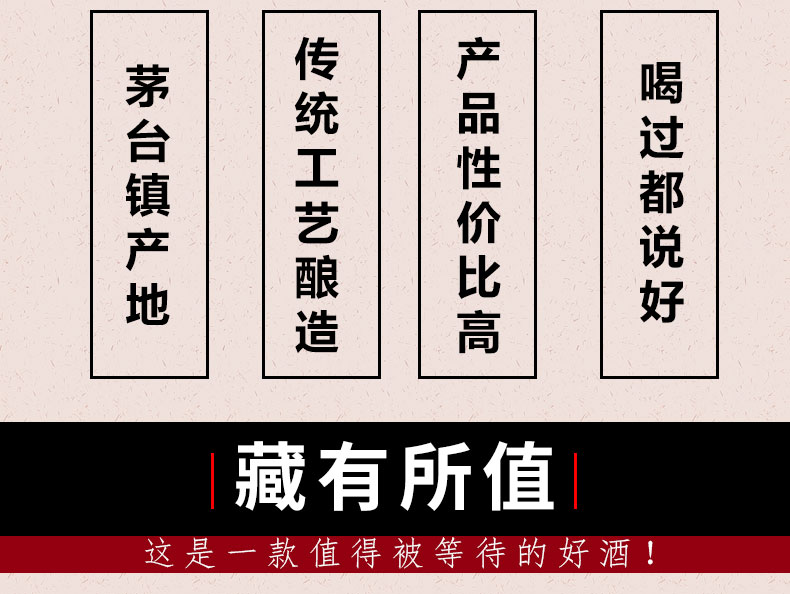 茅台镇产地
传统工艺酿造
产品性价比高
喝过都说好
藏有所值
这是一款值得被等待的好酒！